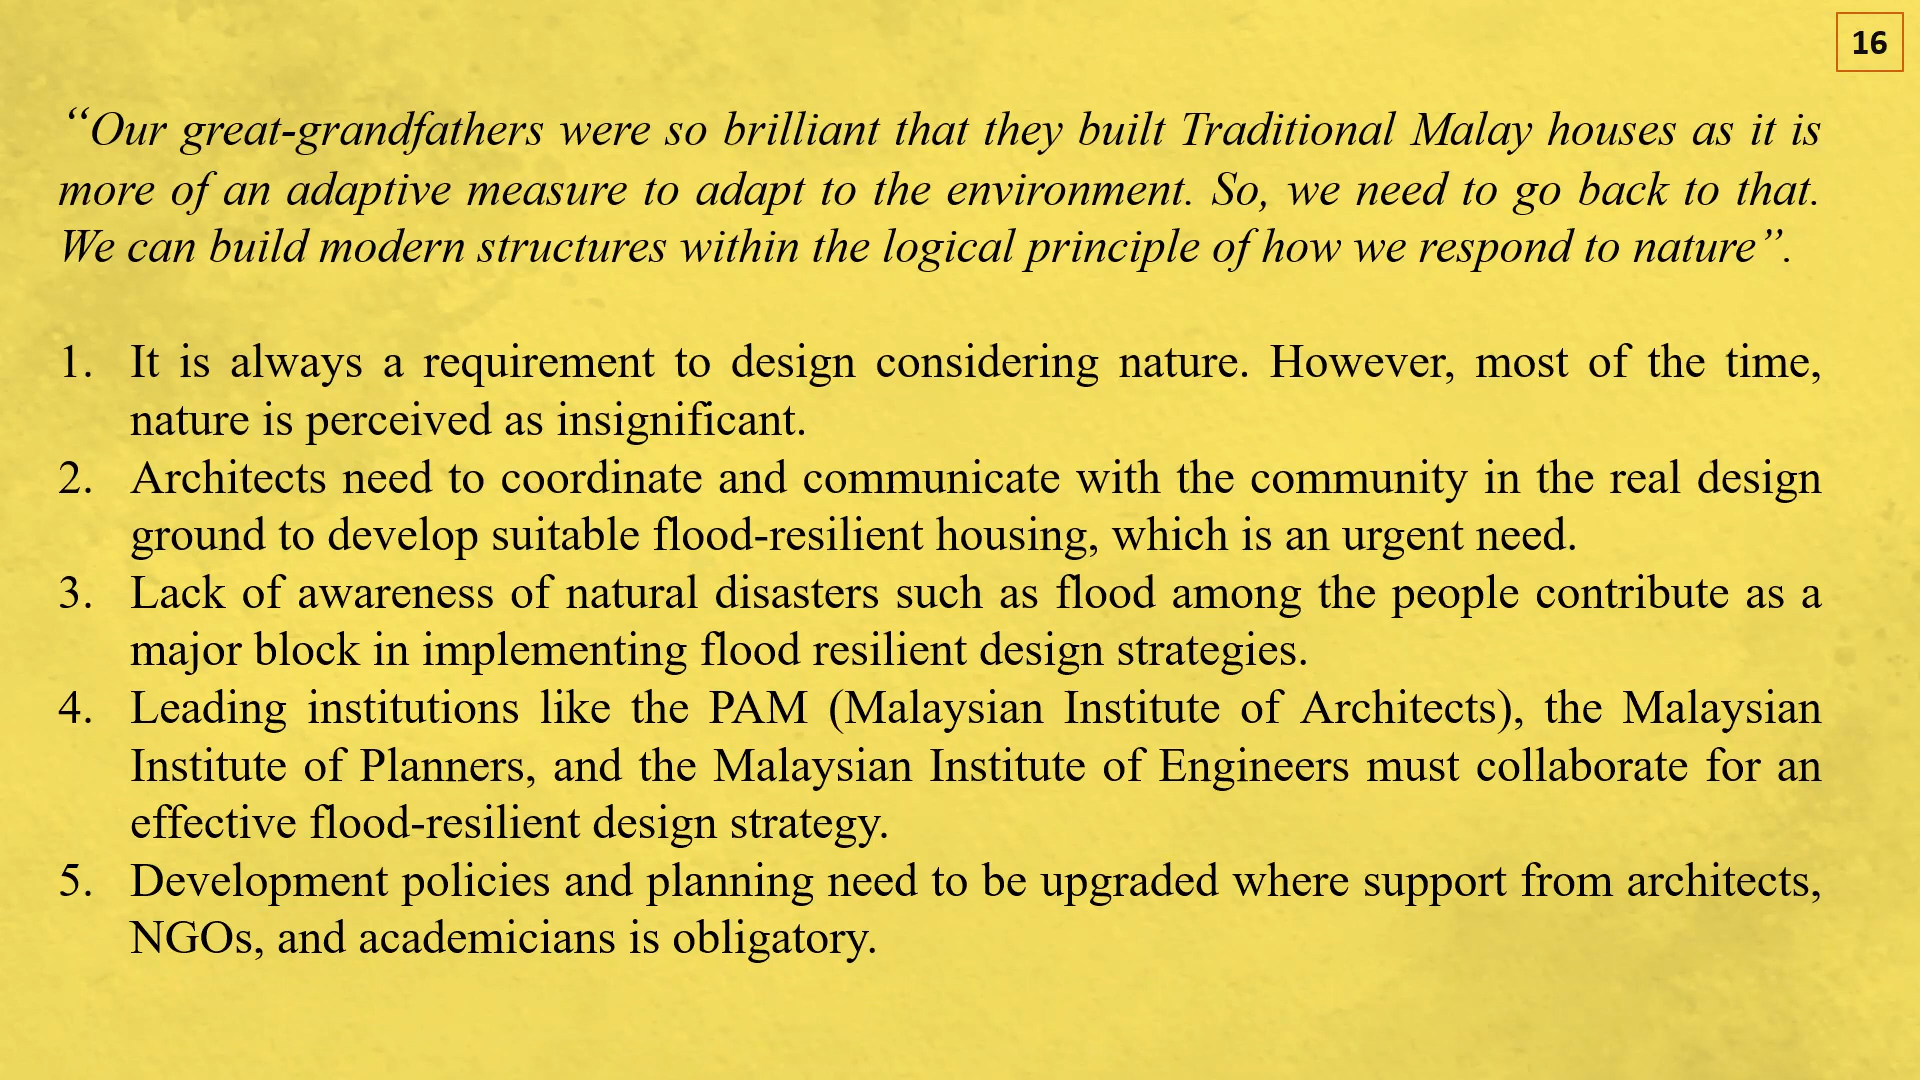 16
“Our great-grandfathers were so brilliant that they built Traditional Malay houses as it is
more of an adaptive measure to adapt to the environment. So, we need to go back to that.
We can build modern structures within the logical principle of how we respond to nature”.
1. It is always a requirement to design considering nature. However, most of the time,
nature is perceived as insignificant.
2. Architects need to coordinate and communicate with the community in the real design
ground to develop suitable flood-resilient housing, which is an urgent need.
3. Lack of awareness of natural disasters such as flood among the people contribute as a
major block in implementing flood resilient design strategies.
4. Leading institutions like the PAM (Malaysian Institute of Architects), the Malaysian
Institute of Planners, and the Malaysian Institute of Engineers must collaborate for an
effective flood-resilient design strategy.
5. Development policies and planning need to be upgraded where support from architects,
NGOs, and academicians is obligatory.